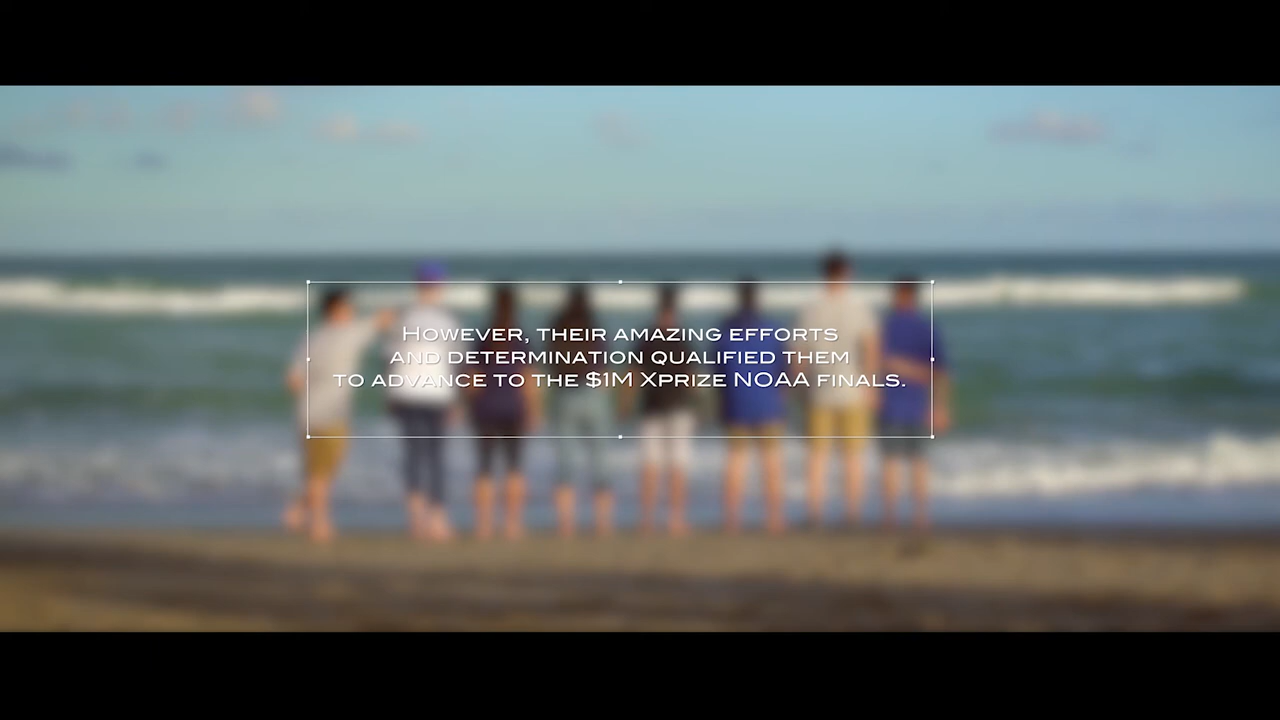 However, their amazing efforts
and determination qualified them
to advance to the $1M Xprize NOAA finals.